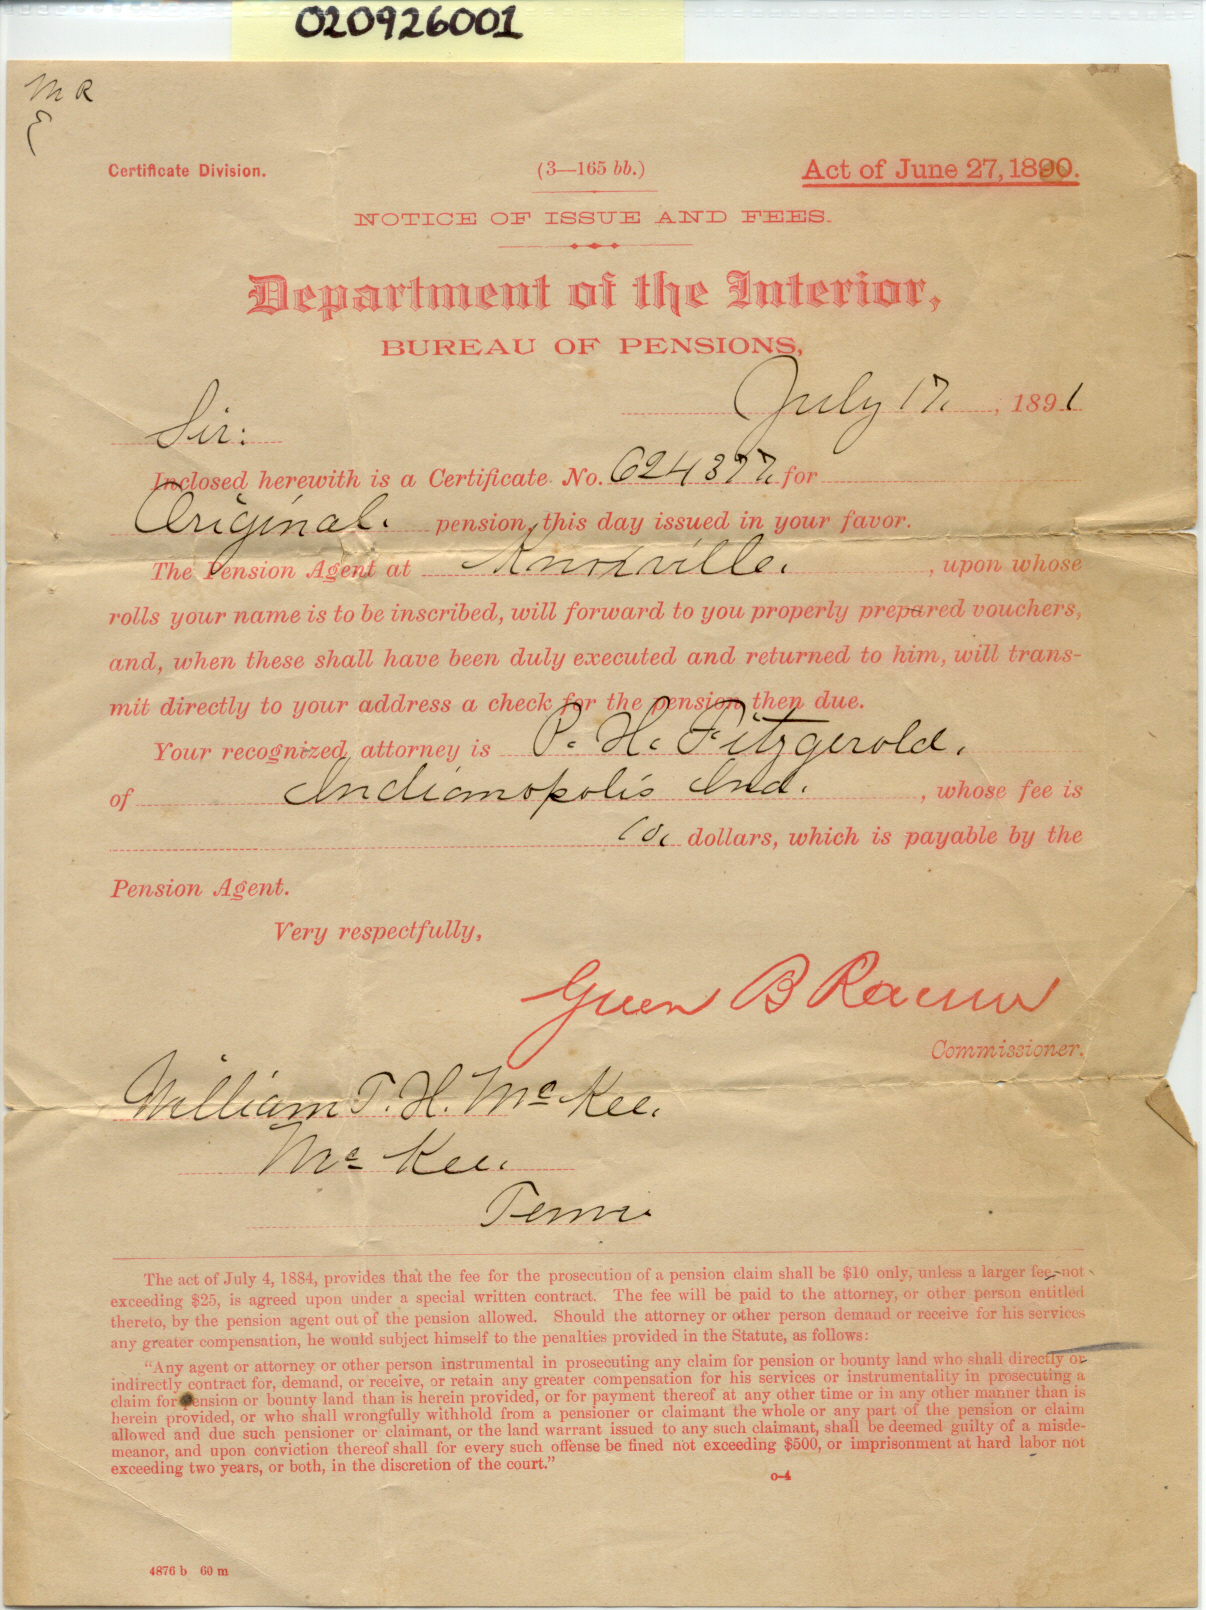 020926001
M R
Certificate Division.
(3—165 bb.)
Act of June 27, 1890.
NOTICE OF ISSUE AND FEES.
Department of the Interior,
BUREAU OF PENSIONS,
July 17, 1891
Sir:
Inclosed herewith is a Certificate No. 624377, for
Original. pension, this day issued in your favor.
The Pension Agent at Knoxville. , upon whose
rolls your name is to be inscribed, will forward to you properly prepared vouchers,
and, when these shall have been duly executed and returned to him, will trans-
mit directly to your address a check for the pension then due.
Your recognized attorney is P. H. Fitzgerold.
of Indianopolis Ind. , whose fee is
10, dollars, which is payable by the
Pension Agent.
Very respectfully,
Green B Raum
Commissioner.
William T. H. McKee.
McKee.
Tenn.
The act of July 4, 1884, provides that the fee for the prosecution of a pension claim shall be $10 only, unless a larger fee, not
exceeding $25, is agreed upon under a special written contract. The fee will be paid to the attorney, or other person entitled
thereto, by the pension agent out of the pension allowed. Should the attorney or other person demand or receive for his services
any greater compensation, he would subject himself to the penalties provided in the Statute, as follows:
“Any agent or attorney or other person instrumental in prosecuting any claim for pension or bounty land who shall directly or
indirectly contract for, demand, or receive, or retain any greater compensation for his services or instrumentality in prosecuting a
claim for pension or bounty land than is herein provided, or for payment thereof at any other time or in any other manner than is
herein provided, or who shall wrongfully withhold from a pensioner or claimant the whole or any part of the pension or claim
allowed and due such pensioner or claimant, or the land warrant issued to any such claimant, shall be deemed guilty of a misde-
meanor, and upon conviction thereof shall for every such offense be fined not exceeding $500, or imprisonment at hard labor not
exceeding two years, or both, in the discretion of the court.”
o-4
4876 b 60 m